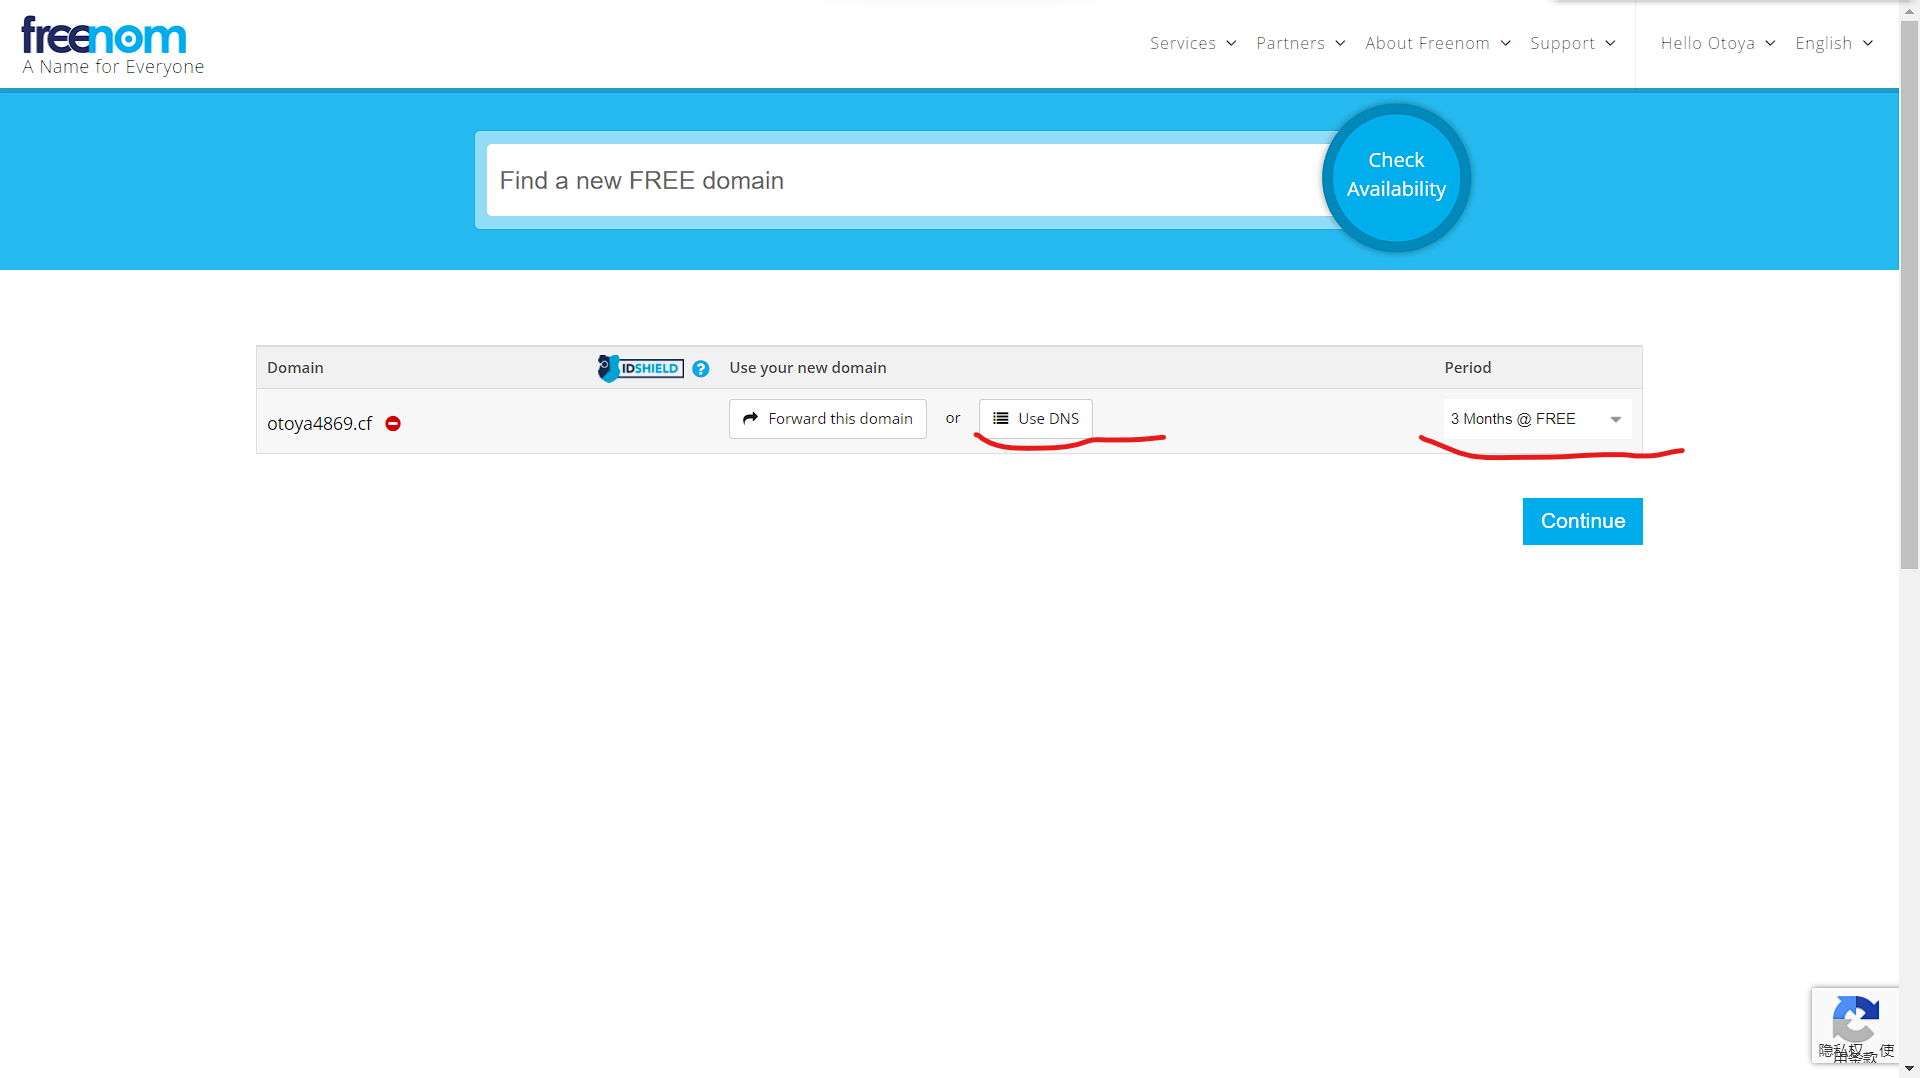 freenom
A Name for Everyone
Services Partners About Freenom Support Hello Otoya English
Find a new FREE domain
Check
Availability
Domain IDSHIELD ? Use your new domain Period
otoya4869.cf Forward this domain or Use DNS 3 Months @ FREE
Continue
隐私权 - 使
用条款